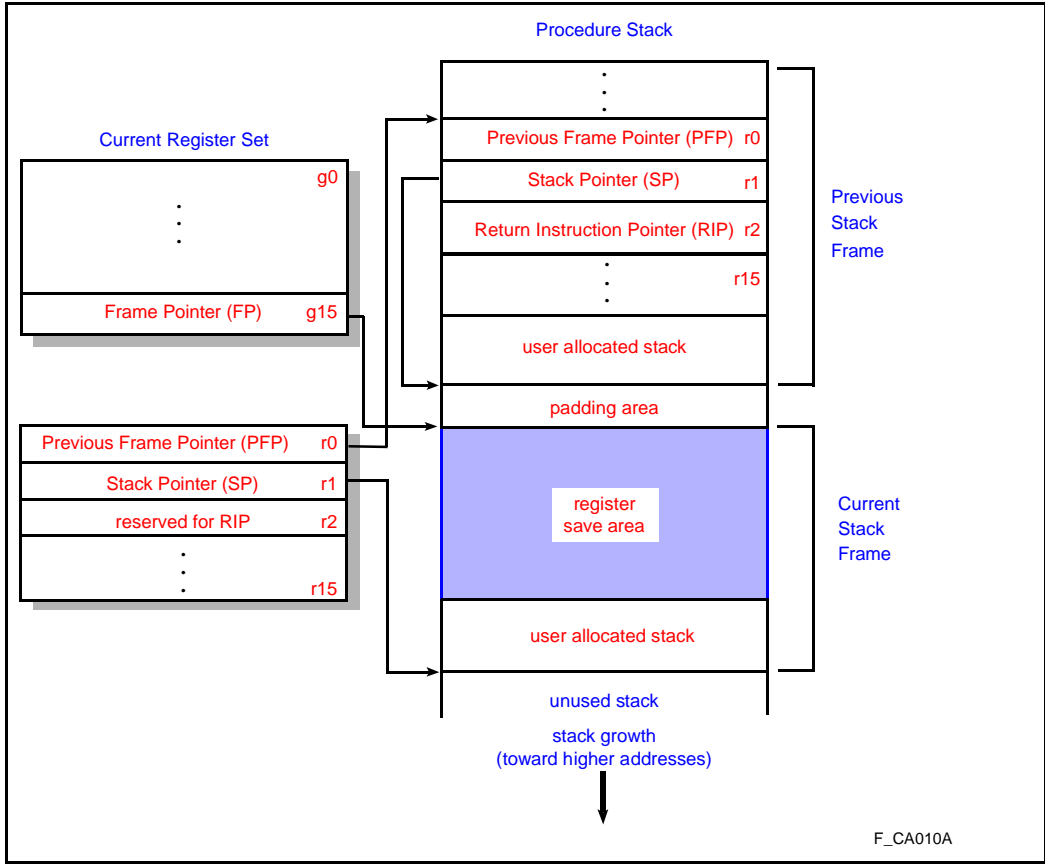 Procedure Stack
Current Register Set
g0
Frame Pointer (FP) g15
Previous Frame Pointer (PFP) r0
Stack Pointer (SP) r1
reserved for RIP r2
r15
Previous Frame Pointer (PFP) r0
Stack Pointer (SP) r1
Return Instruction Pointer (RIP) r2
r15
user allocated stack
padding area
register
save area
user allocated stack
unused stack
stack growth
(toward higher addresses)
Previous
Stack
Frame
Current
Stack
Frame
F_CA010A